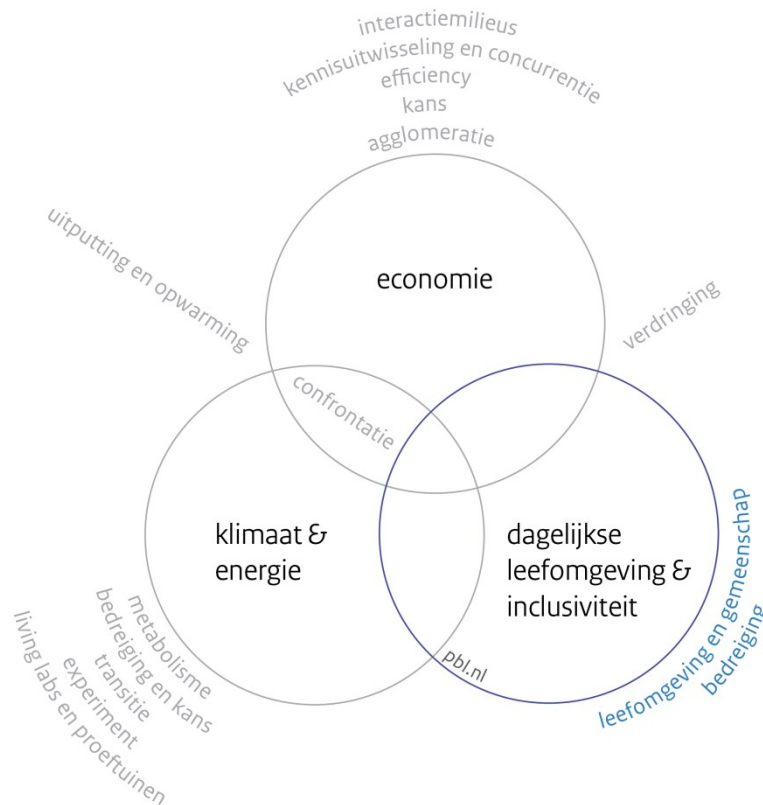 interactiemilieus
kennisuitwisseling en concurrentie
efficiency
kans
agglomeratie
uitputting en opwarming
economie
verdringing
confrontatie
klimaat &
energie
dagelijkse
leefomgeving &
inclusiviteit
leefomgeving en gemeenschap
bedreiging
pbl.nl
metabolisme
bedreiging en kans
transitie
experiment
living labs en proeftuinen